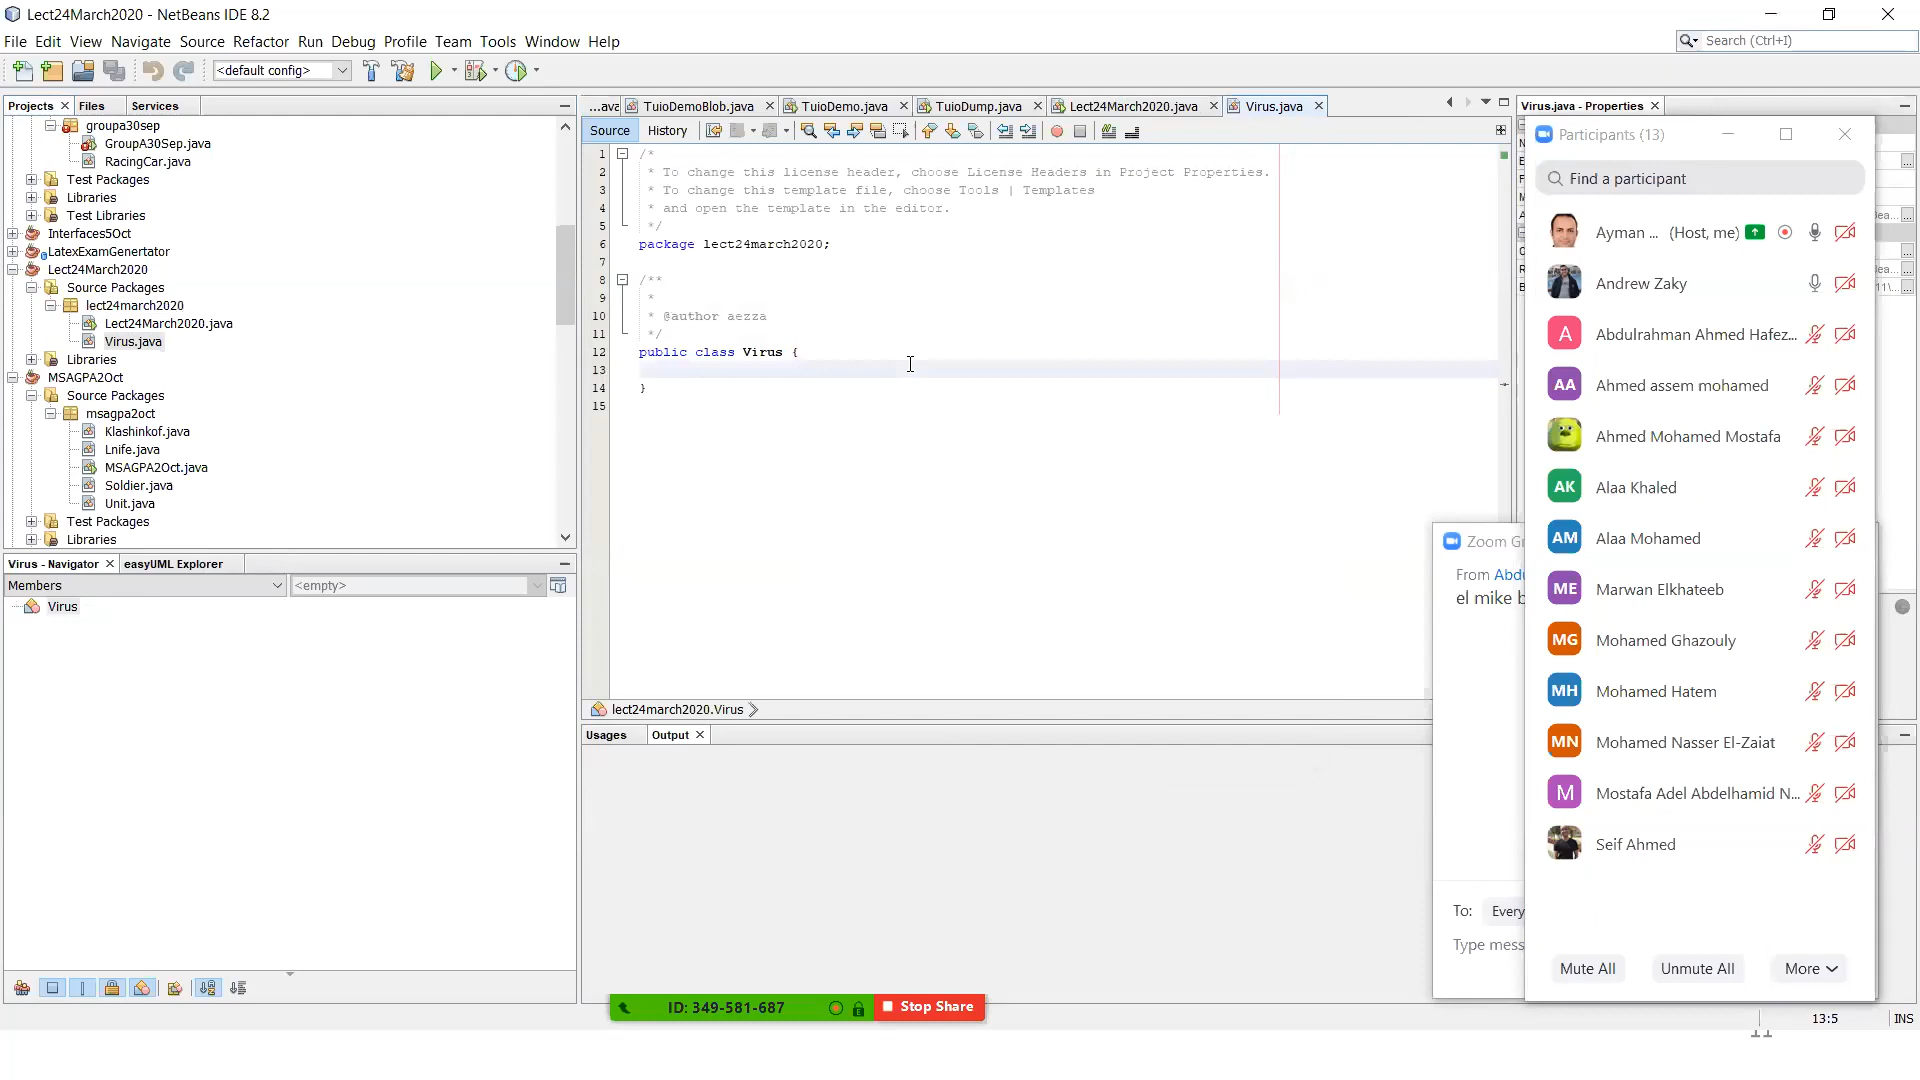 Lect24March2020 - NetBeans IDE 8.2
File Edit View Navigate Source Refactor Run Debug Profile Team Tools Window Help
Search (Ctrl+I)
<default config>
Projects Files Services
groupa30sep
GroupA30Sep.java
RacingCar.java
Test Packages
Libraries
Test Libraries
Interfaces5Oct
LatexExamGenertator
Lect24March2020
Source Packages
lect24march2020
Lect24March2020.java
Virus.java
Libraries
MSAGPA2Oct
Source Packages
msagpa2oct
Klashinkof.java
Lnife.java
MSAGPA2Oct.java
Soldier.java
Unit.java
Test Packages
Libraries
Virus - Navigator easyUML Explorer
Members <empty>
Virus
...ava TuioDemoBlob.java TuioDemo.java TuioDump.java Lect24March2020.java Virus.java
Source History
1 /*
2 * To change this license header, choose License Headers in Project Properties.
3 * To change this template file, choose Tools | Templates
4 * and open the template in the editor.
5 */
6 package lect24march2020;
7
8 /**
9 *
10 * @author aezza
11 */
12 public class Virus {
13
14 }
15
lect24march2020.Virus
Usages Output
Virus.java - Properties
Participants (13)
Find a participant
Ayman ... (Host, me)
Andrew Zaky
A Abdulrahman Ahmed Hafez...
AA Ahmed assem mohamed
Ahmed Mohamed Mostafa
AK Alaa Khaled
AM Alaa Mohamed
ME Marwan Elkhateeb
MG Mohamed Ghazouly
MH Mohamed Hatem
MN Mohamed Nasser El-Zaiat
M Mostafa Adel Abdelhamid N...
Seif Ahmed
Mute All Unmute All More
From
el mike
To:
ID: 349-581-687 Stop Share
13:5 INS